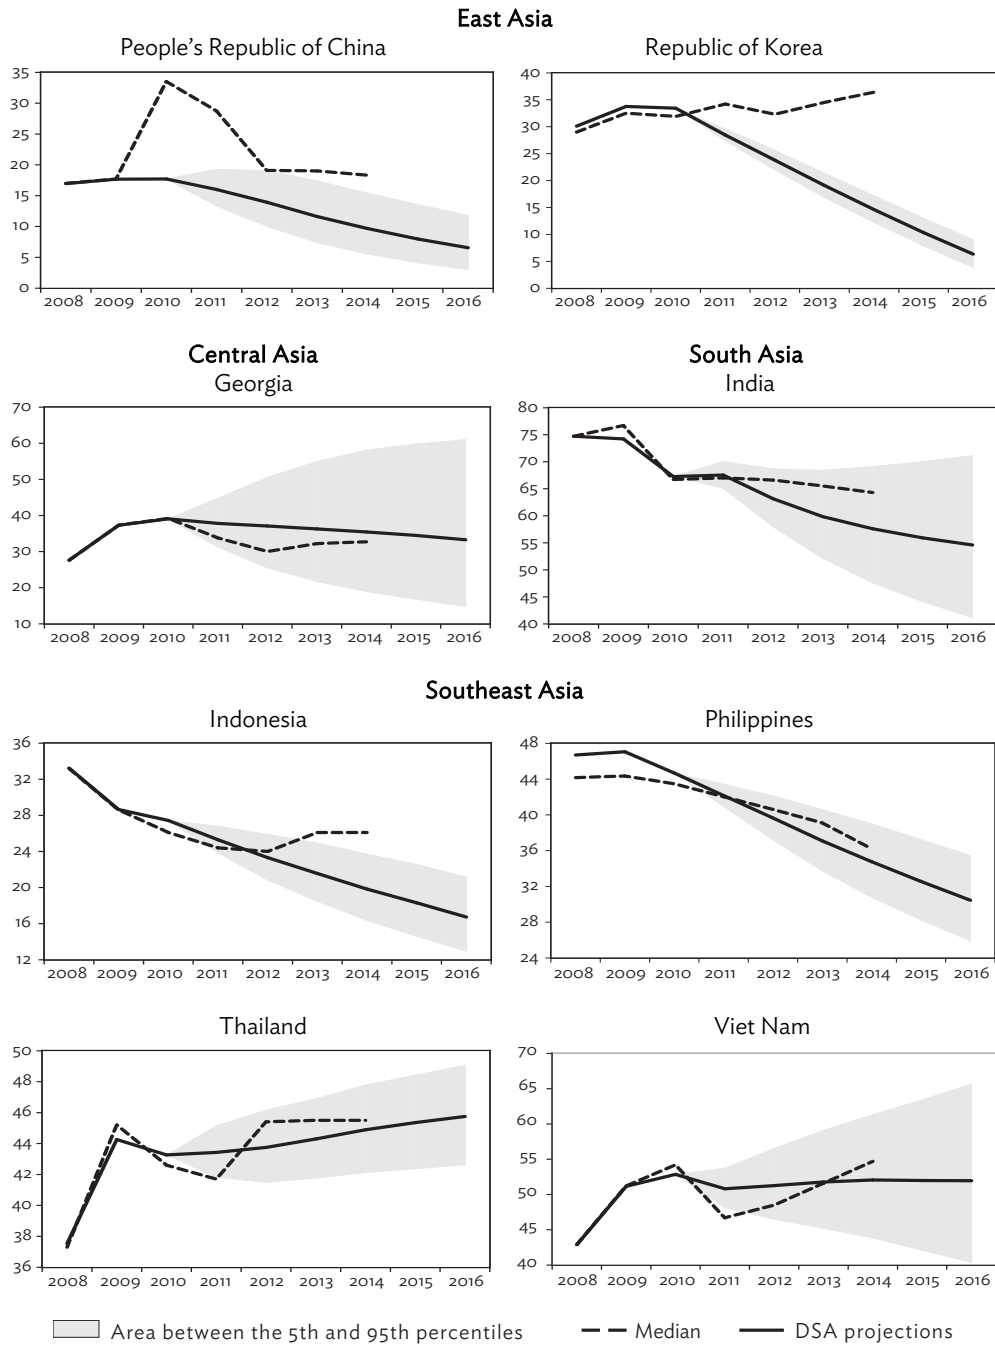 East Asia
People's Republic of China
Republic of Korea
35
30
25
20
15
10
5
0
2008 2009 2010 2011 2012 2013 2014 2015 2016
40
35
30
25
20
15
10
5
0
2008 2009 2010 2011 2012 2013 2014 2015 2016
Central Asia
Georgia
South Asia
India
70
60
50
40
30
20
10
2008 2009 2010 2011 2012 2013 2014 2015 2016
80
75
70
65
60
55
50
45
40
2008 2009 2010 2011 2012 2013 2014 2015 2016
Southeast Asia
Indonesia
Philippines
36
32
28
24
20
16
12
2008 2009 2010 2011 2012 2013 2014 2015 2016
48
44
40
36
32
28
24
2008 2009 2010 2011 2012 2013 2014 2015 2016
Thailand
Viet Nam
50
48
46
44
42
40
38
36
2008 2009 2010 2011 2012 2013 2014 2015 2016
70
65
60
55
50
45
40
2008 2009 2010 2011 2012 2013 2014 2015 2016
Area between the 5th and 95th percentiles
Median
DSA projections